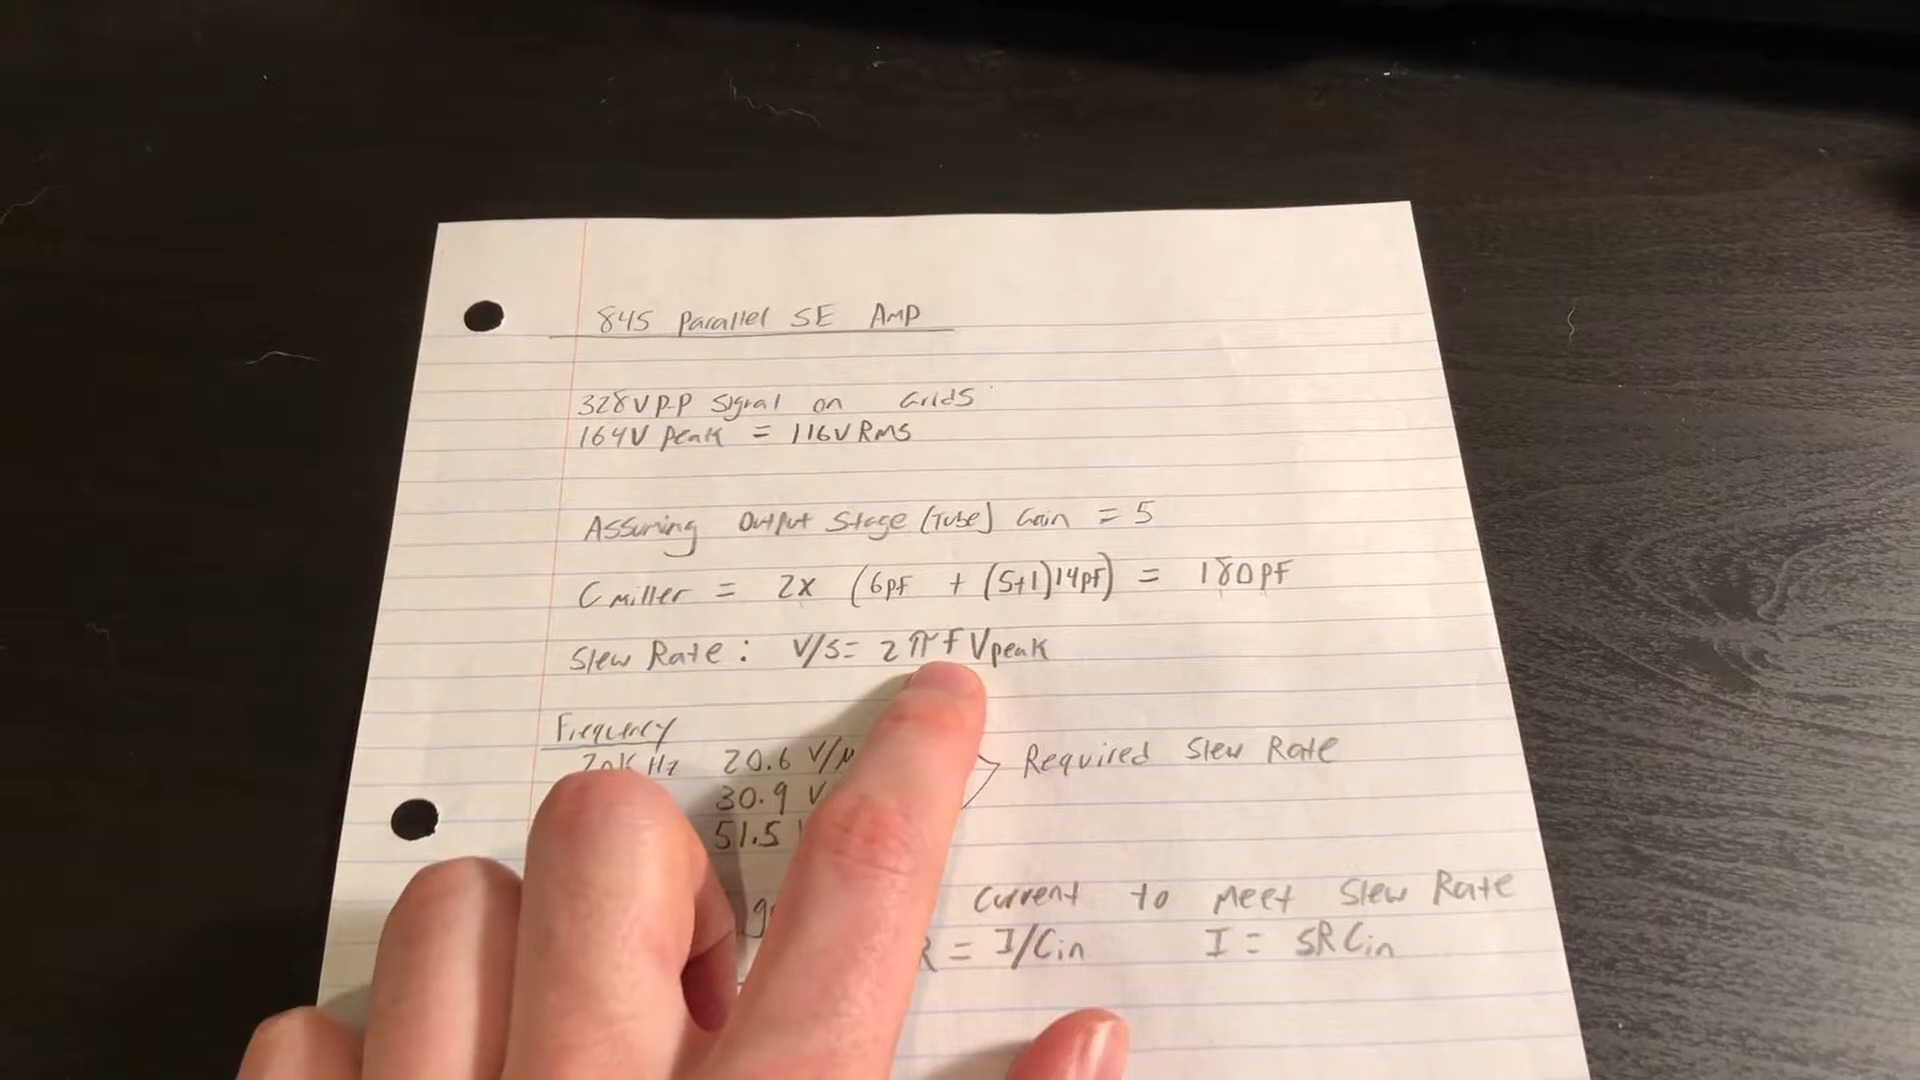 845 Parallel SE Amp
328V P-P Signal on Grids
164V Peak = 116V RMS
Assuming Output Stage (Tube) Gain = 5
C Miller = 2x (6pf + (5+1)14pf) = 180pf
Slew Rate: V/s= 2πf Vpeak
Frequency
20KHz 20.6 V/μ
30.9 V
51.5
Required Slew Rate
Current to Meet Slew Rate
R = I/Cin I = SRCin